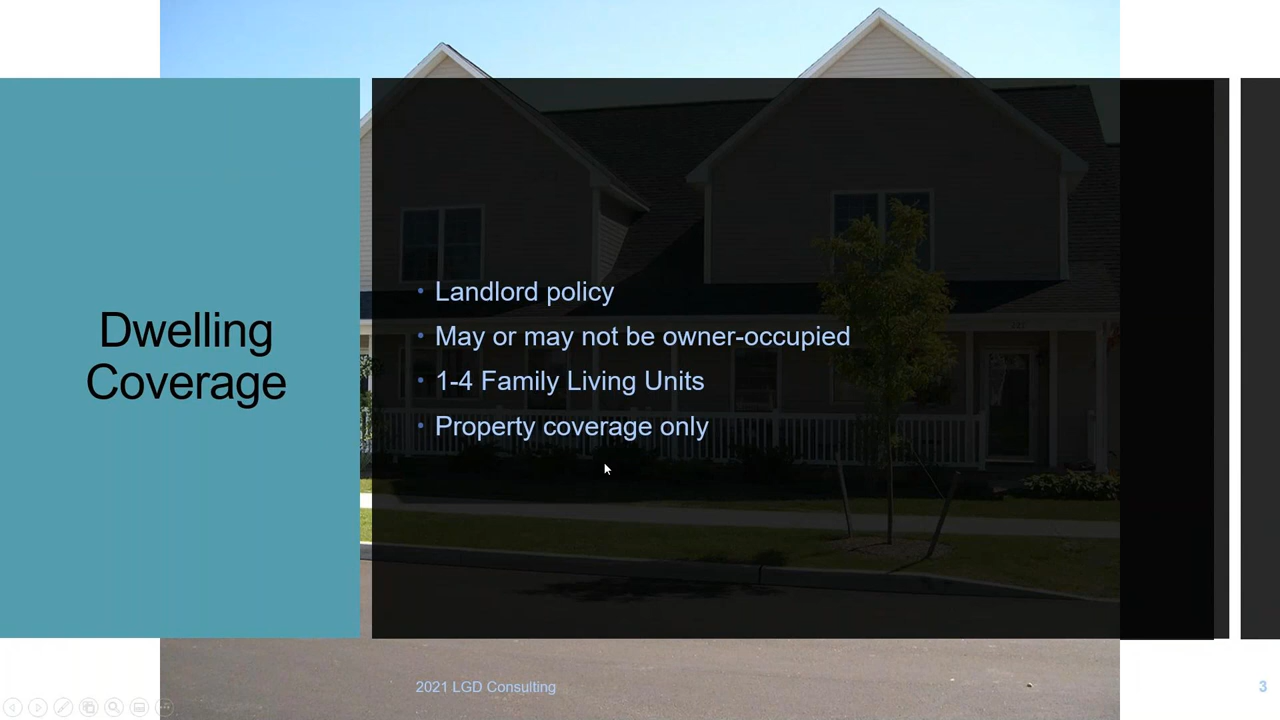 Dwelling
Coverage
Landlord policy
May or may not be owner-occupied
1-4 Family Living Units
Property coverage only
2021 LGD Consulting
3